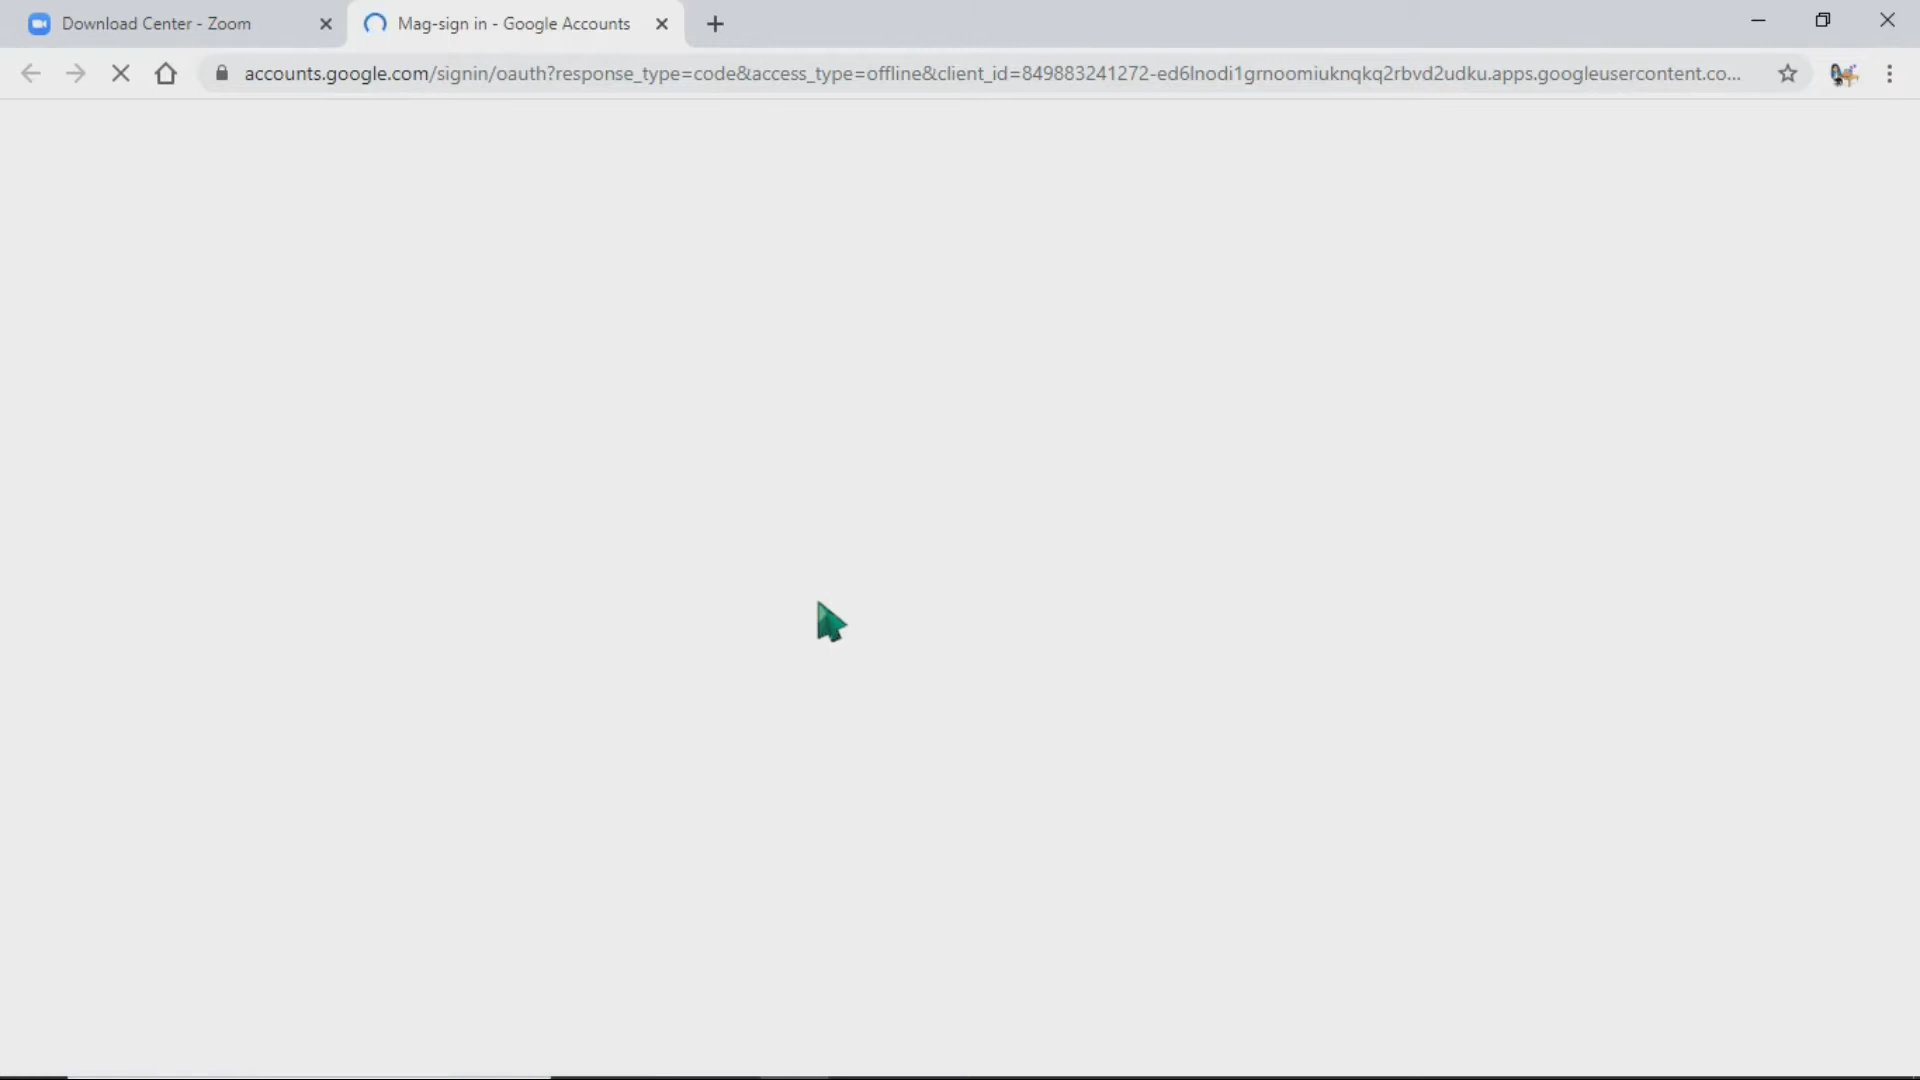 Download Center - Zoom
Mag-sign in - Google Accounts
accounts.google.com/signin/oauth?response_type=code&access_type=offline&client_id=849883241272-ed6lnodi1grnoomiuknqkq2rbvd2udku.apps.googleusercontent.co...